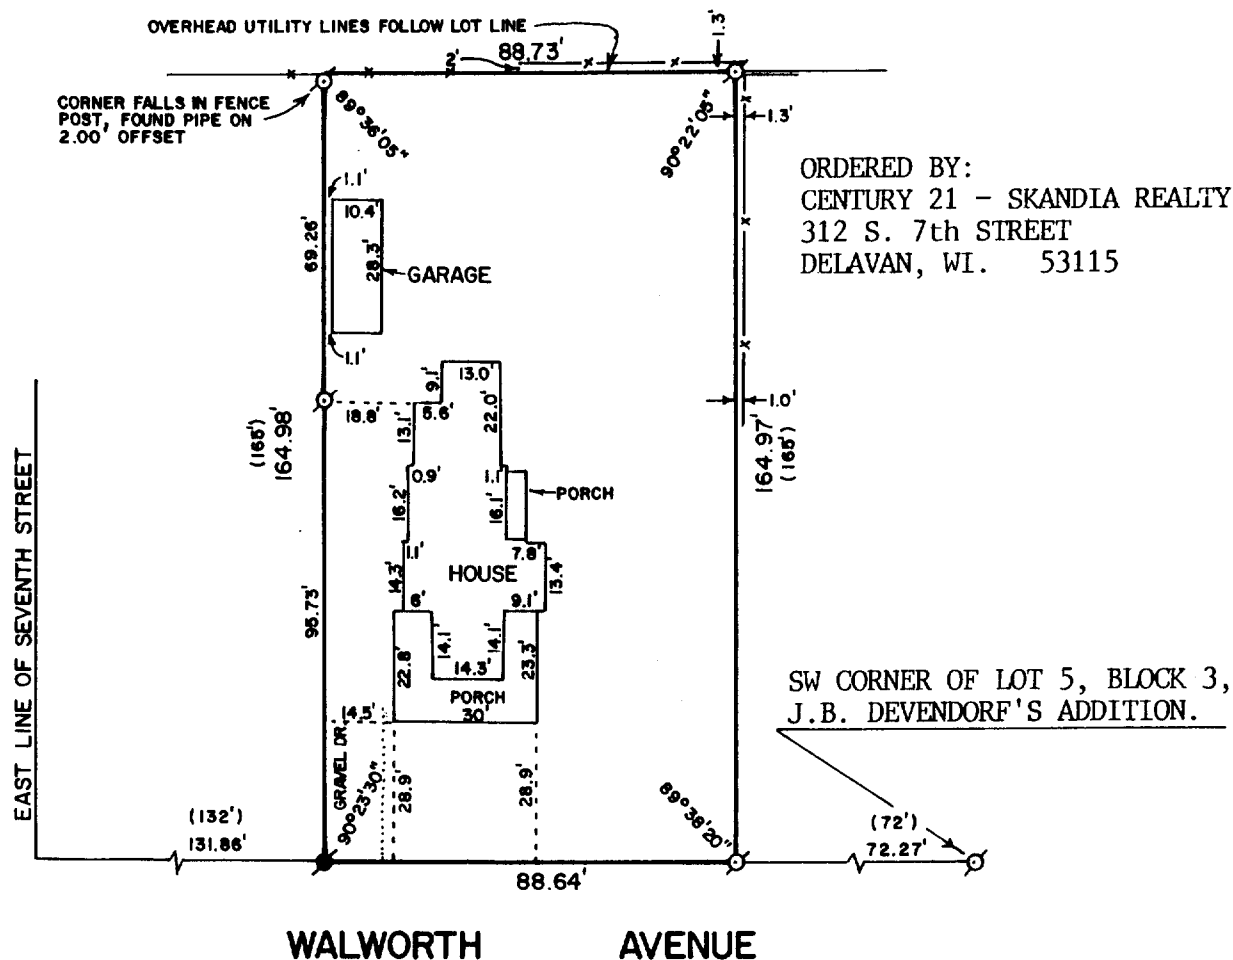 OVERHEAD UTILITY LINES FOLLOW LOT LINE
1.3'
2'
88.73'
CORNER FALLS IN FENCE
POST, FOUND PIPE ON
2.00' OFFSET
89°36'05"
90°22'05"
1.3'
ORDERED BY:
CENTURY 21 - SKANDIA REALTY
312 S. 7th STREET
DELAVAN, WI. 53115
1.1'
10.4'
69.26'
28.3'
GARAGE
1.1'
9.1'
13.0'
18.8'
5.6'
22.0'
1.0'
13.1'
(165')
164.98'
164.97'
(165')
0.9'
1.1'
PORCH
16.2'
16.1'
EAST LINE OF SEVENTH STREET
1.1'
7.8'
14.3'
HOUSE
13.4'
6'
9.1'
95.73'
14.1'
14.1'
22.8'
14.3'
23.3'
PORCH
30'
14.5'
SW CORNER OF LOT 5, BLOCK 3,
J.B. DEVENDORF'S ADDITION.
GRAVEL DR.
90°23'30"
28.9'
28.9'
89°38'20"
(132')
131.86'
(72')
72.27'
88.64'
WALWORTH AVENUE